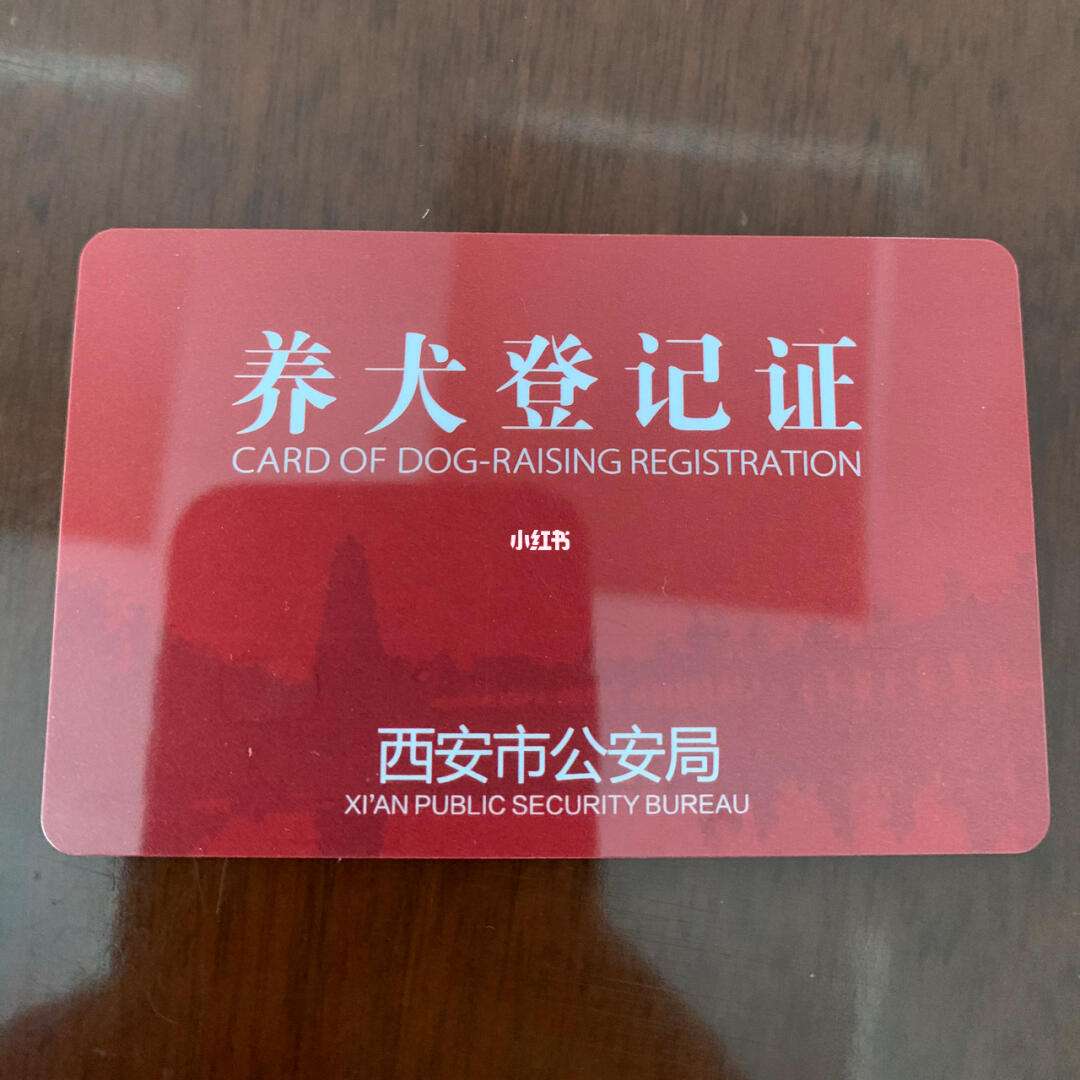 养犬登记证
CARD OF DOG-RAISING REGISTRATION
小红书
西安市公安局
XI'AN PUBLIC SECURITY BUREAU